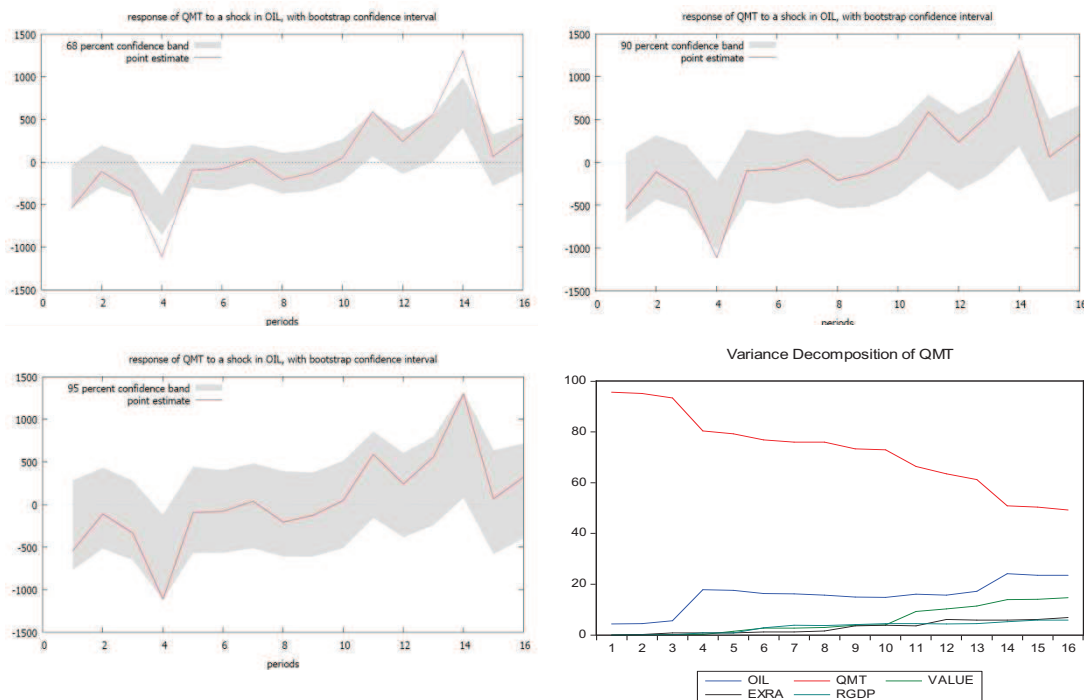 response of QMT to a shock in OIL, with bootstrap confidence interval
68 percent confidence band
point estimate
1500
1000
500
0
-500
-1000
-1500
0 2 4 6 8 10 12 14 16
periods
response of QMT to a shock in OIL, with bootstrap confidence interval
90 percent confidence band
point estimate
1500
1000
500
0
-500
-1000
-1500
0 2 4 6 8 10 12 14 16
periods
response of QMT to a shock in OIL, with bootstrap confidence interval
95 percent confidence band
point estimate
1500
1000
500
0
-500
-1000
-1500
0 2 4 6 8 10 12 14 16
periods
Variance Decomposition of QMT
100
80
60
40
20
0
1 2 3 4 5 6 7 8 9 10 11 12 13 14 15 16
OIL QMT VALUE
EXRA RGDP